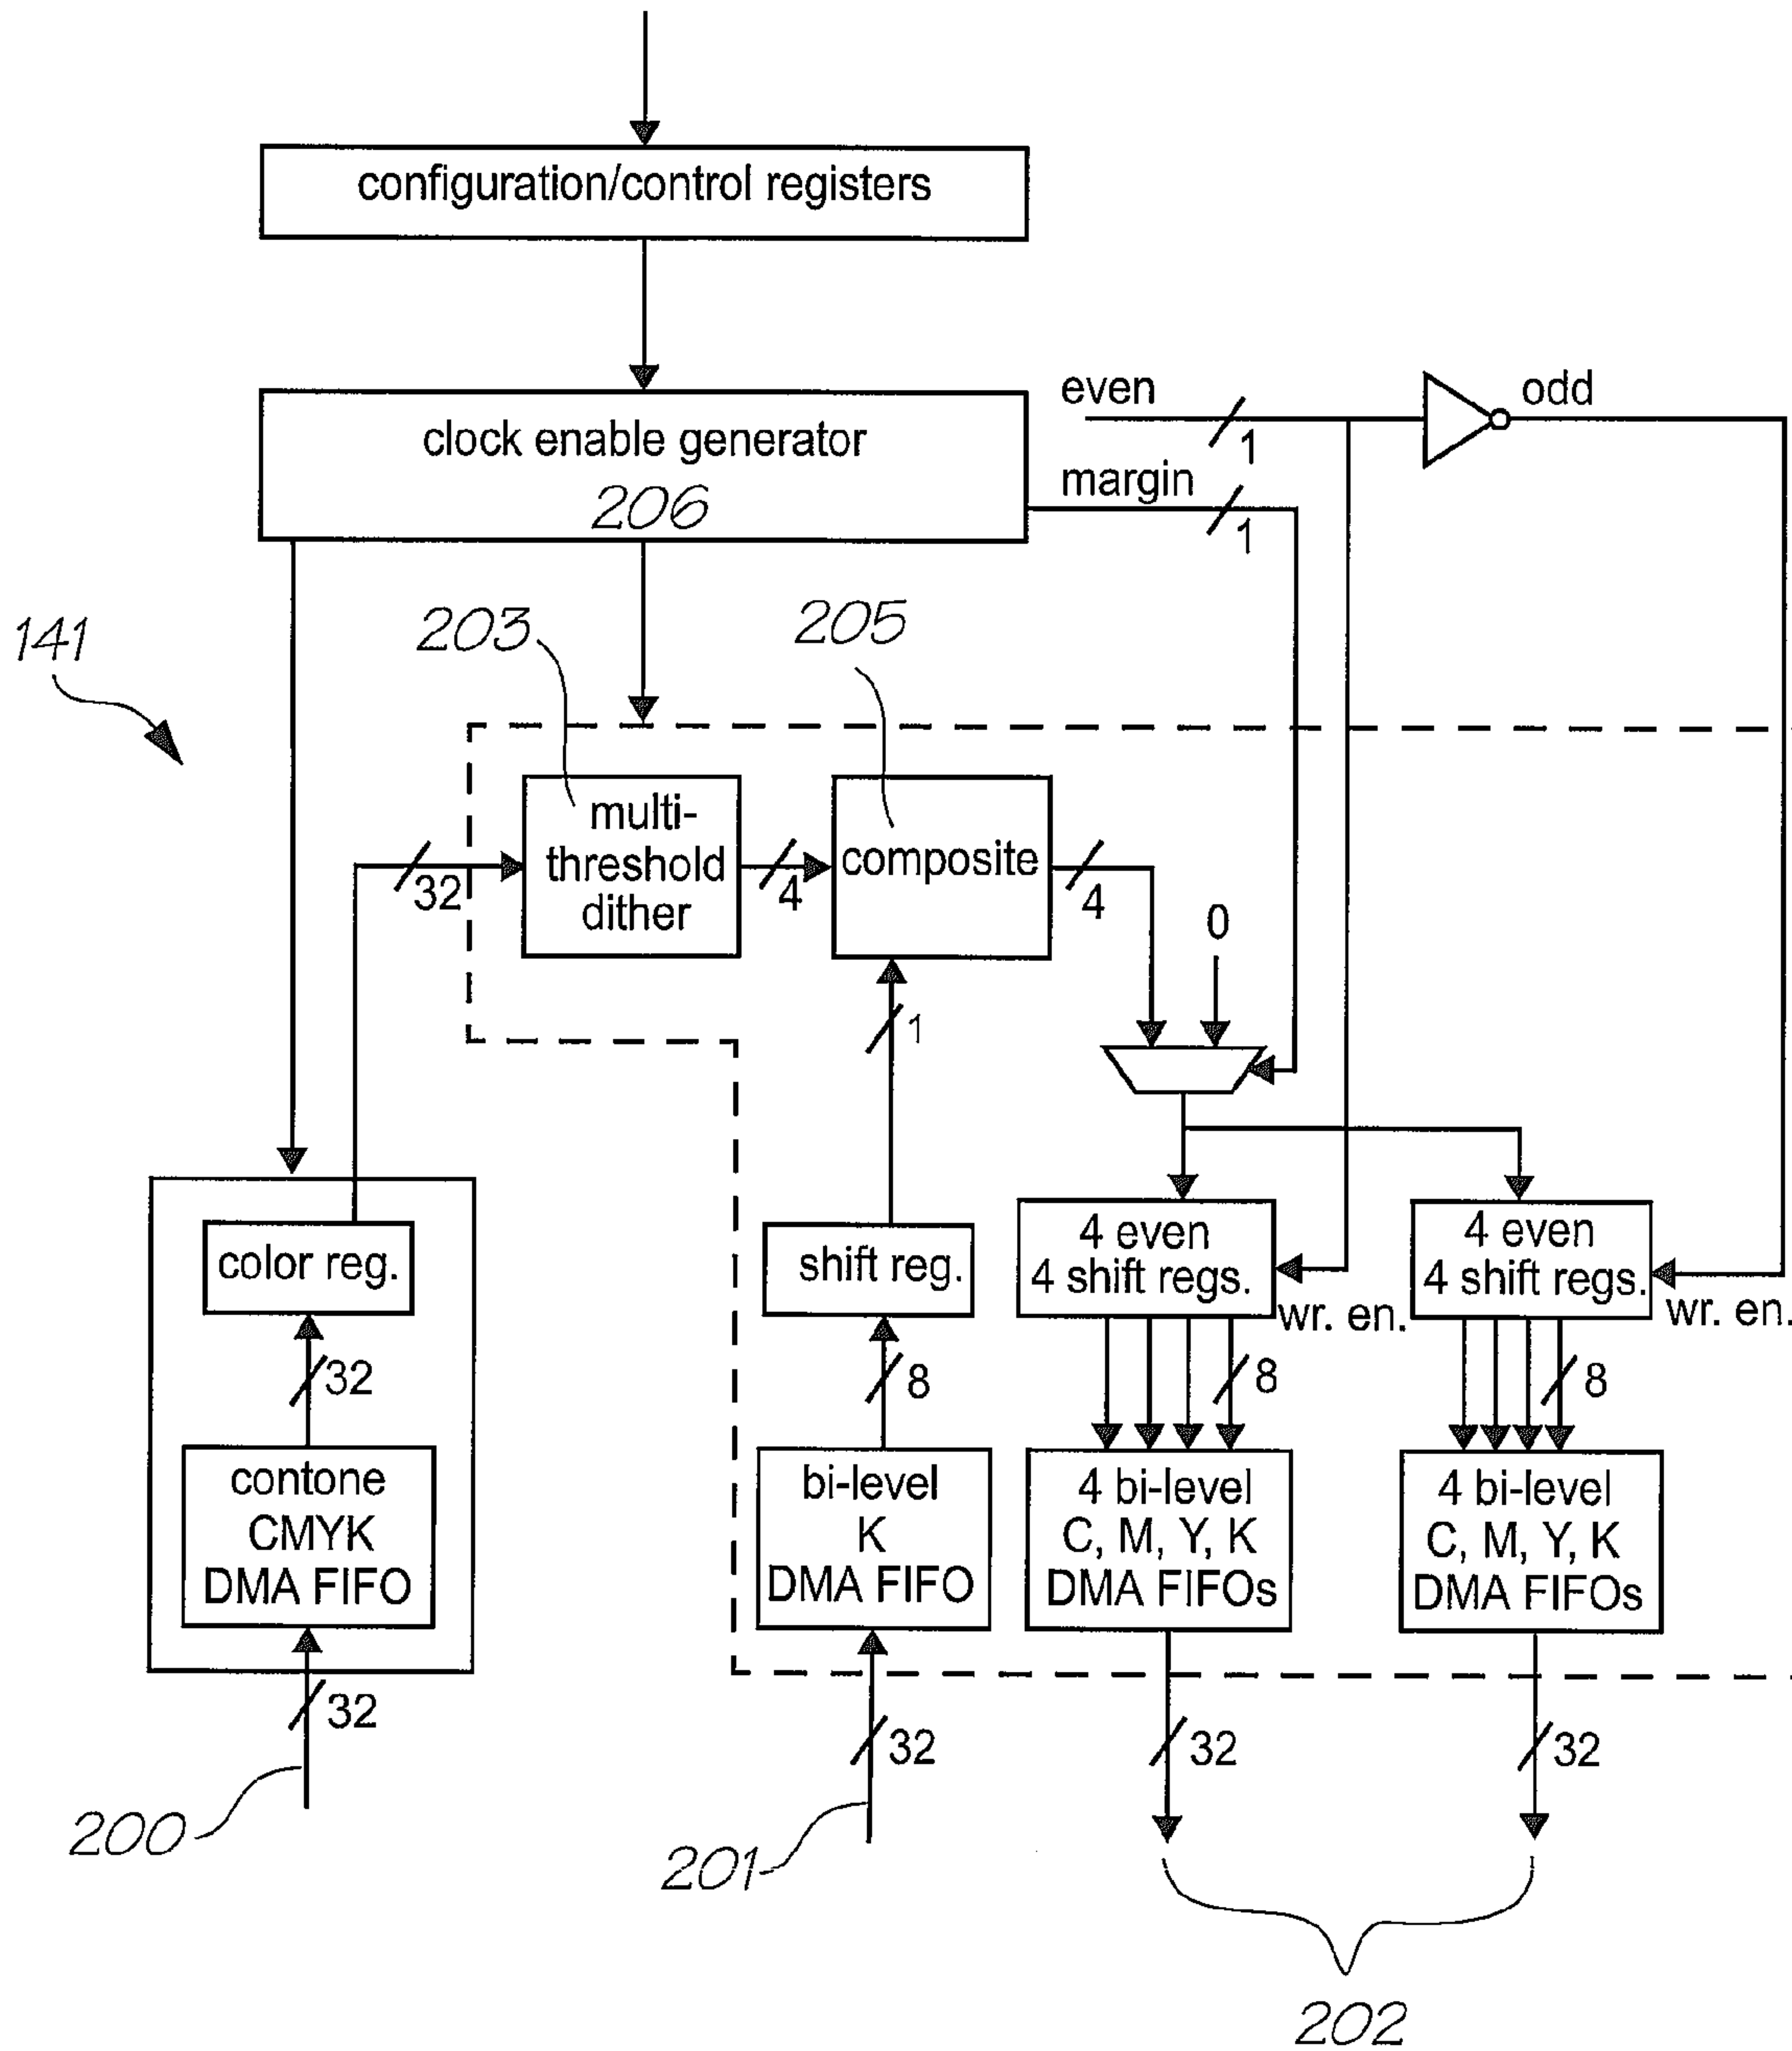 configuration/control registers
even
odd
1
clock enable generator
206
margin
1
141
203
205
multi-
threshold
dither
composite
32
4
4
0
1
color reg.
shift reg.
4 even
4 shift regs.
wr. en.
4 even
4 shift regs.
wr. en.
32
8
8
8
contone
CMYK
DMA FIFO
bi-level
K
DMA FIFO
4 bi-level
C, M, Y, K
DMA FIFOs
4 bi-level
C, M, Y, K
DMA FIFOs
32
32
32
32
200
201
202